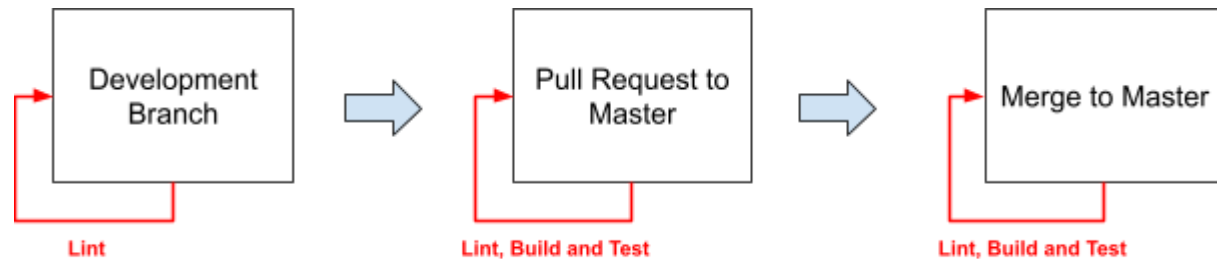 Development
Branch
Pull Request to
Master
Merge to Master
Lint
Lint, Build and Test
Lint, Build and Test